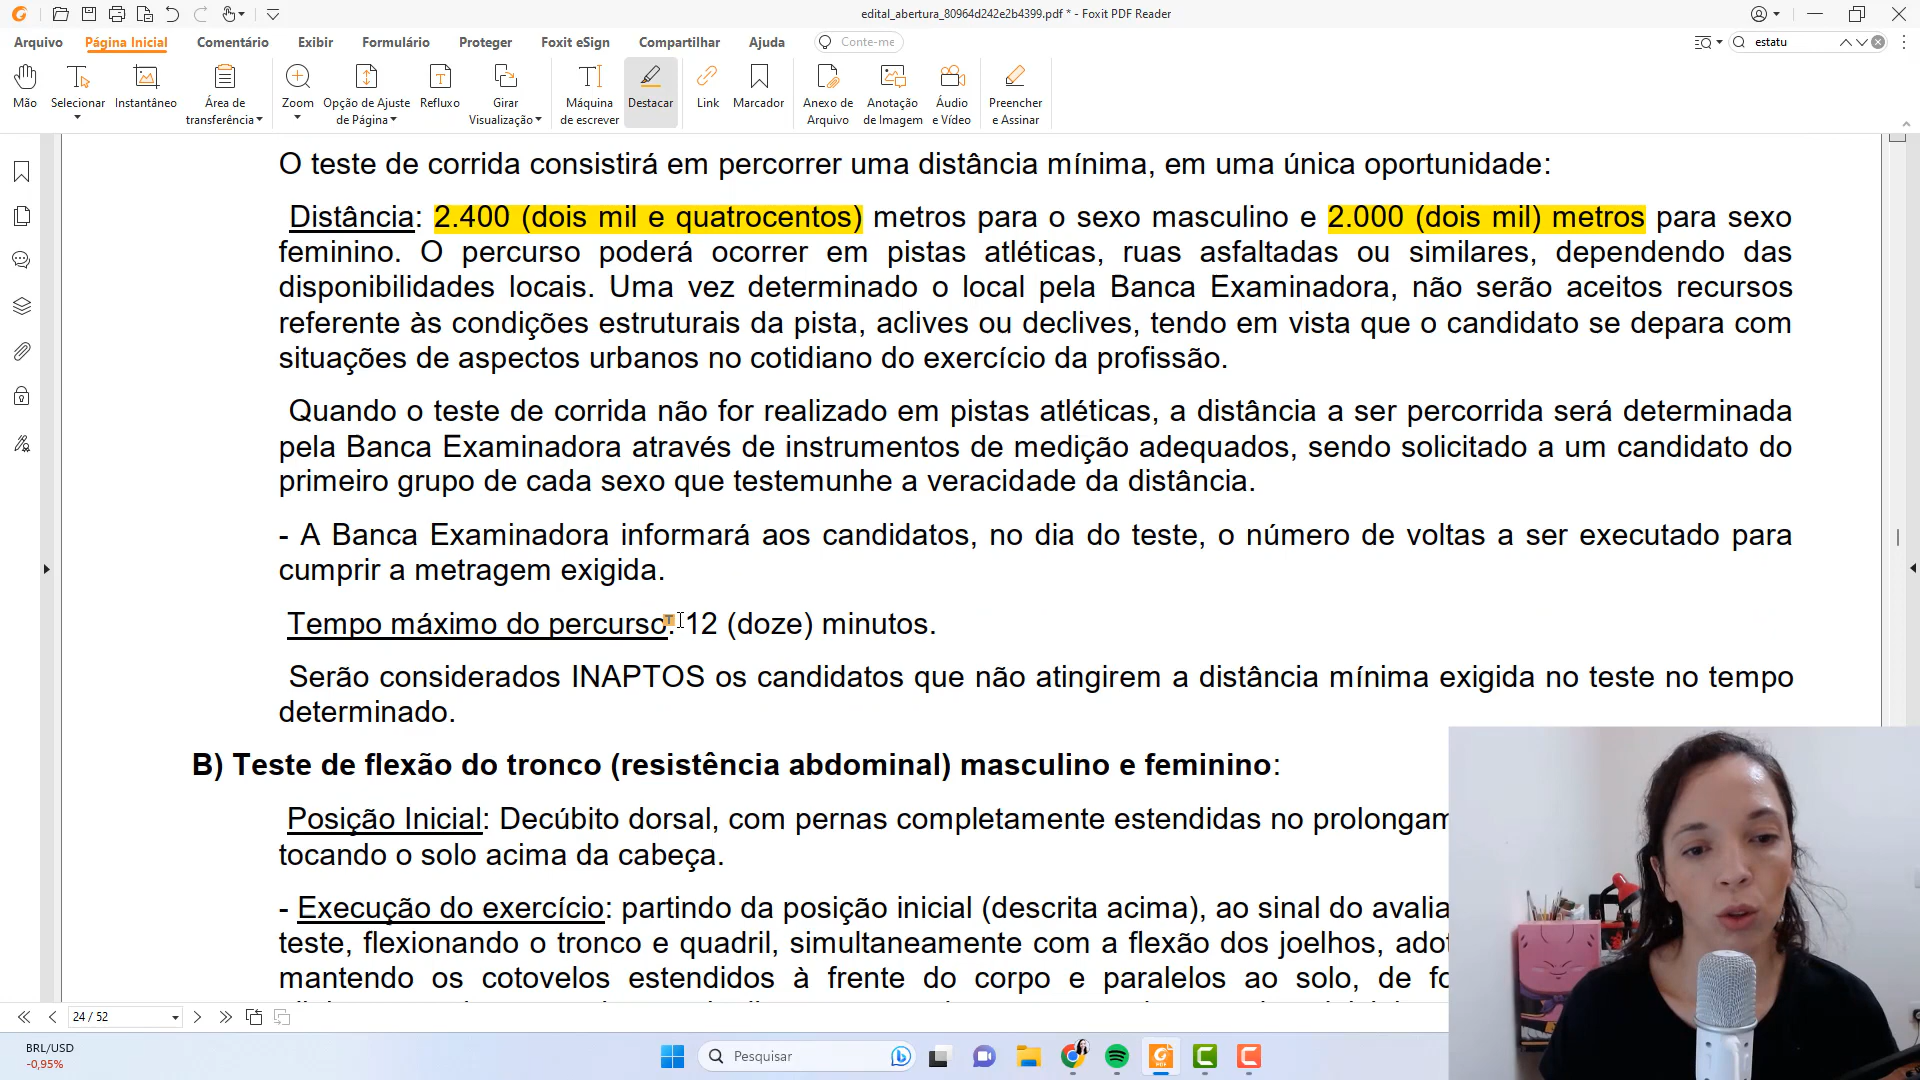 edital_abertura_80964d242e2b4399.pdf * - Foxit PDF Reader
Arquivo Página Inicial Comentário Exibir Formulário Proteger Foxit eSign Compartilhar Ajuda Conte-me estatu
Mão Selecionar Instantâneo Área de transferência Zoom Opção de Ajuste de Página Refluxo Girar Visualização Máquina de escrever Destacar Link Marcador Anexo de Arquivo Anotação de Imagem Áudio e Vídeo Preencher e Assinar
O teste de corrida consistirá em percorrer uma distância mínima, em uma única oportunidade:
Distância: 2.400 (dois mil e quatrocentos) metros para o sexo masculino e 2.000 (dois mil) metros para sexo
feminino. O percurso poderá ocorrer em pistas atléticas, ruas asfaltadas ou similares, dependendo das
disponibilidades locais. Uma vez determinado o local pela Banca Examinadora, não serão aceitos recursos
referente às condições estruturais da pista, aclives ou declives, tendo em vista que o candidato se depara com
situações de aspectos urbanos no cotidiano do exercício da profissão.
Quando o teste de corrida não for realizado em pistas atléticas, a distância a ser percorrida será determinada
pela Banca Examinadora através de instrumentos de medição adequados, sendo solicitado a um candidato do
primeiro grupo de cada sexo que testemunhe a veracidade da distância.
- A Banca Examinadora informará aos candidatos, no dia do teste, o número de voltas a ser executado para
cumprir a metragem exigida.
Tempo máximo do percurso: 12 (doze) minutos.
Serão considerados INAPTOS os candidatos que não atingirem a distância mínima exigida no teste no tempo
determinado.
B) Teste de flexão do tronco (resistência abdominal) masculino e feminino:
Posição Inicial: Decúbito dorsal, com pernas completamente estendidas no prolongam
tocando o solo acima da cabeça.
- Execução do exercício: partindo da posição inicial (descrita acima), ao sinal do avalia
teste, flexionando o tronco e quadril, simultaneamente com a flexão dos joelhos, adot
mantendo os cotovelos estendidos à frente do corpo e paralelos ao solo, de fo
24 / 52
BRL/USD
-0,95%
Pesquisar